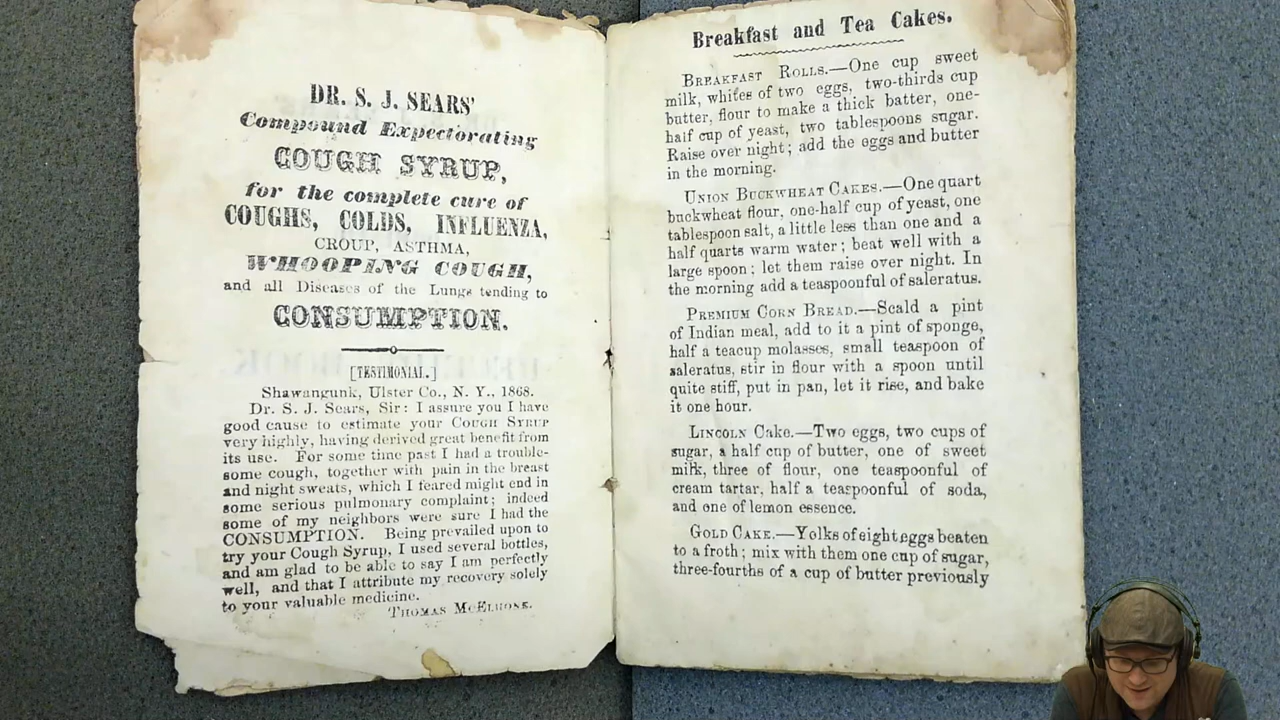 DR. S. J. SEARS'
Compound Expectorating
COUGH SYRUP,
for the complete cure of
COUGHS, COLDS, INFLUENZA,
CROUP, ASTHMA,
WHOOPING COUGH,
and all Diseases of the Lungs tending to
CONSUMPTION.
[TESTIMONIAL.]
Shawangunk, Ulster Co., N. Y., 1868.
Dr. S. J. Sears, Sir: I assure you I have
good cause to estimate your COUGH SYRUP
very highly, having derived great benefit from
its use. For some time past I had a trouble-
some cough, together with pain in the breast
and night sweats, which I feared might end in
some serious pulmonary complaint; indeed
some of my neighbors were sure I had the
CONSUMPTION. Being prevailed upon to
try your Cough Syrup, I used several bottles,
and am glad to be able to say I am perfectly
well, and that I attribute my recovery solely
to your valuable medicine.
THOMAS
Breakfast and Tea Cakes.
BREAKFAST ROLLS.—One cup sweet
milk, whites of two eggs, two-thirds cup
butter, flour to make a thick batter, one-
half cup of yeast, two tablespoons sugar.
Raise over night; add the eggs and butter
in the morning.
UNION BUCKWHEAT CAKES.—One quart
buckwheat flour, one-half cup of yeast, one
tablespoon salt, a little less than one and a
half quarts warm water; beat well with a
large spoon; let them raise over night. In
the morning add a teaspoonful of saleratus.
PREMIUM CORN BREAD.—Scald a pint
of Indian meal, add to it a pint of sponge,
half a teacup molasses, small teaspoon of
saleratus, stir in flour with a spoon until
quite stiff, put in pan, let it rise, and bake
it one hour.
LINCOLN CAKE.—Two eggs, two cups of
sugar, a half cup of butter, one of sweet
milk, three of flour, one teaspoonful of
cream tartar, half a teaspoonful of soda,
and one of lemon essence.
GOLD CAKE.—Yolks of eight eggs beaten
to a froth; mix with them one cup of sugar,
three-fourths of a cup of butter previously